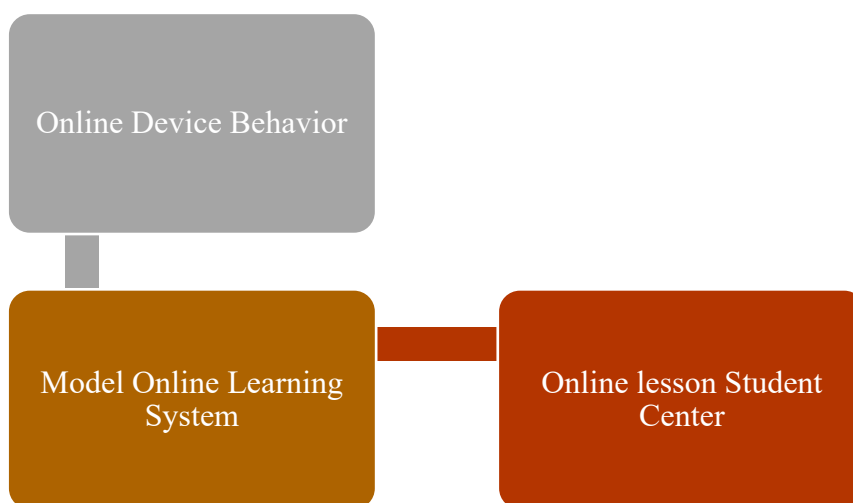 Online Device Behavior
Model Online Learning
System
Online lesson Student
Center